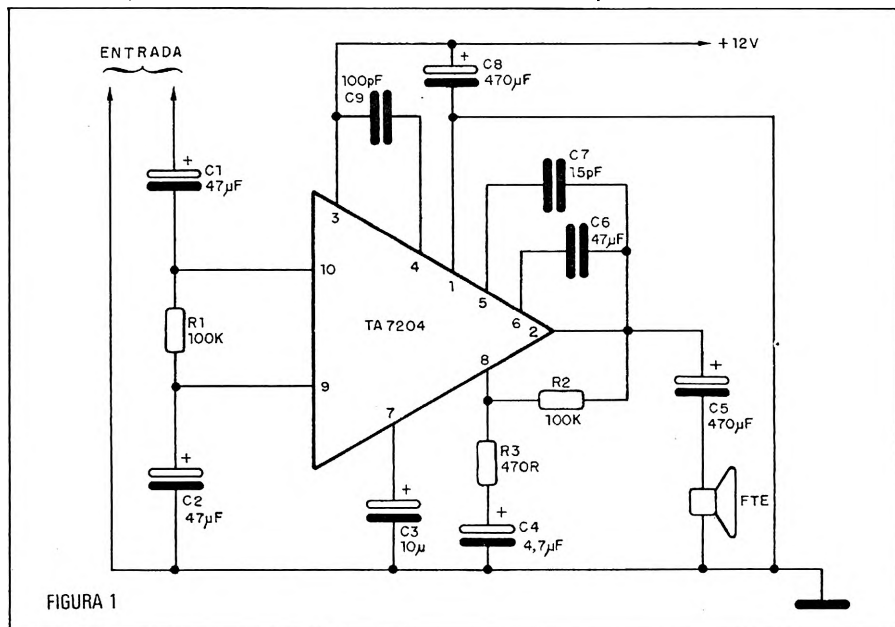 ENTRADA
+12V
+
C8
470µF
100pF
C9
+
C1
47µF
C7
15pF
C6
47µF
3
4
1
5
6
10
TA 7204
2
R1
100K
9
8
7
R2
100K
+
C5
470µF
R3
470R
+
C2
47µF
+
C3
10µ
+
C4
4,7µF
FTE
FIGURA 1